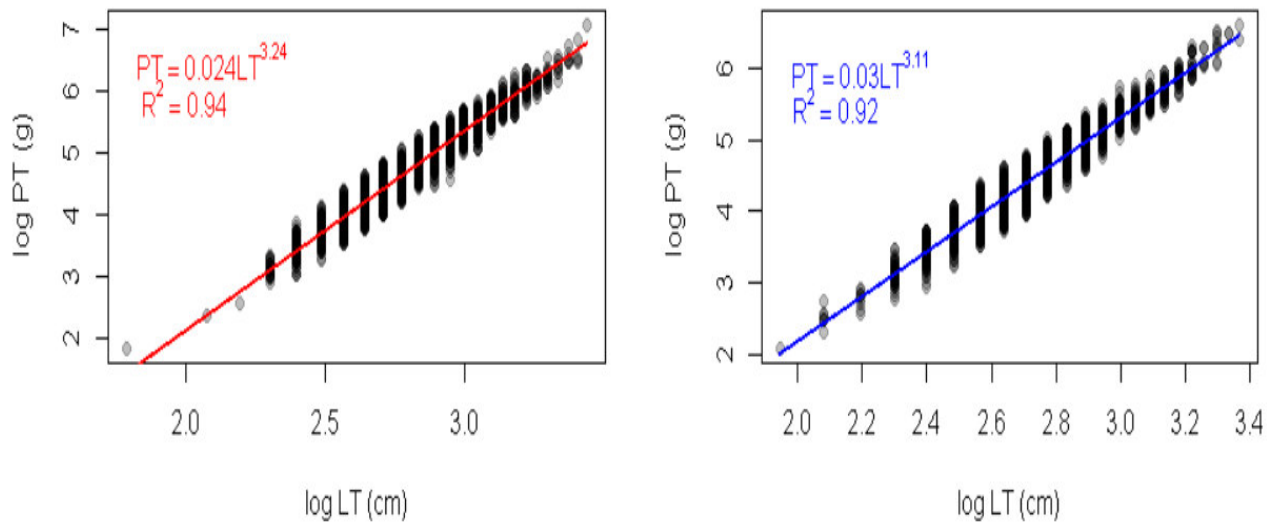 PT = 0.024LT^3.24
R^2 = 0.94
log PT (g)
7
6
5
4
3
2
2.0 2.5 3.0
log LT (cm)
PT = 0.03LT^3.11
R^2 = 0.92
log PT (g)
6
5
4
3
2
2.0 2.2 2.4 2.6 2.8 3.0 3.2 3.4
log LT (cm)